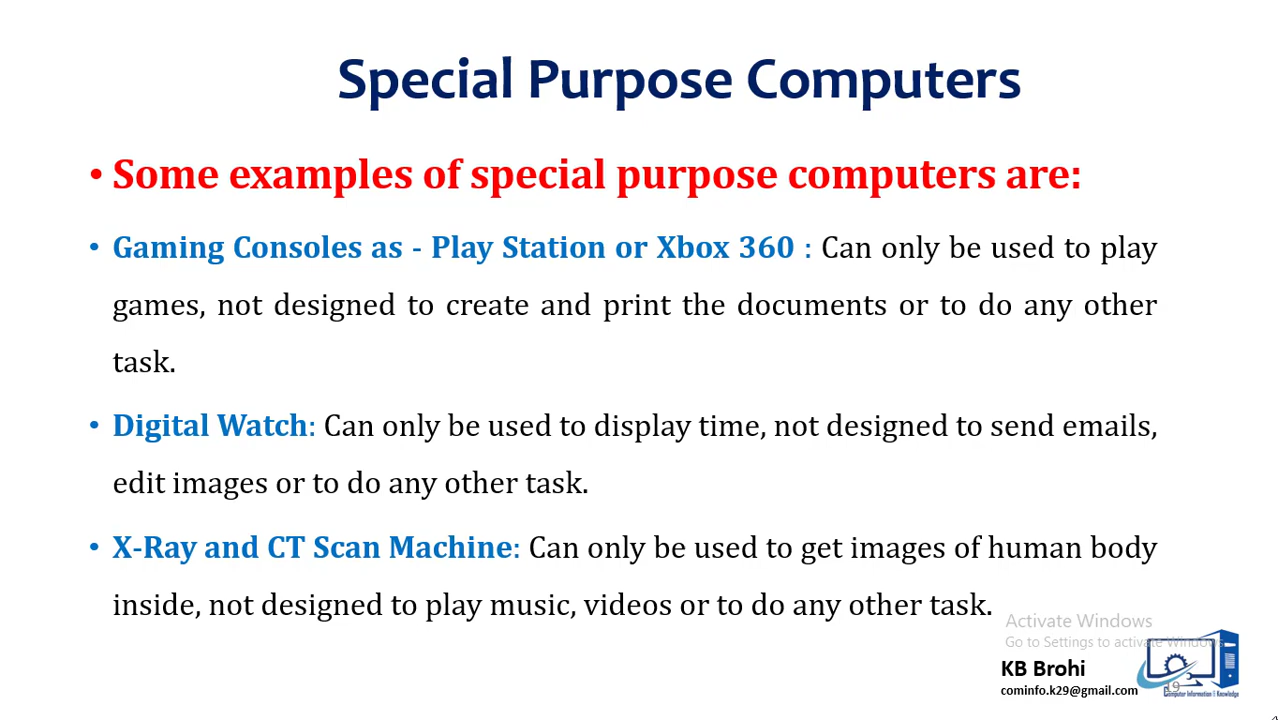 Special Purpose Computers
• Some examples of special purpose computers are:
• Gaming Consoles as - Play Station or Xbox 360 : Can only be used to play
games, not designed to create and print the documents or to do any other
task.
• Digital Watch: Can only be used to display time, not designed to send emails,
edit images or to do any other task.
• X-Ray and CT Scan Machine: Can only be used to get images of human body
inside, not designed to play music, videos or to do any other task.
Activate Windows
Go to Settings to activate Windows.
KB Brohi
cominfo.k29@gmail.com
19
Computer Information & Knowledge